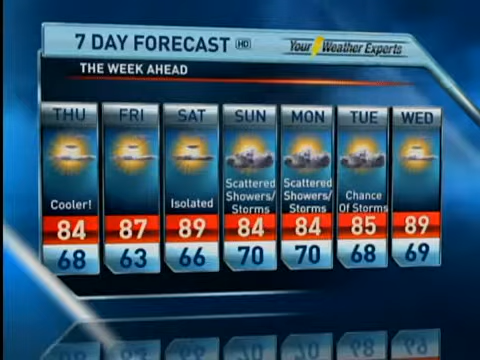 7 DAY FORECAST HD
Your Weather Experts
THE WEEK AHEAD
THU FRI SAT SUN MON TUE WED
Cooler! Isolated Scattered Showers/ Storms Scattered Showers/ Storms Chance Of Storms
84 87 89 84 84 85 89
68 63 66 70 70 68 69